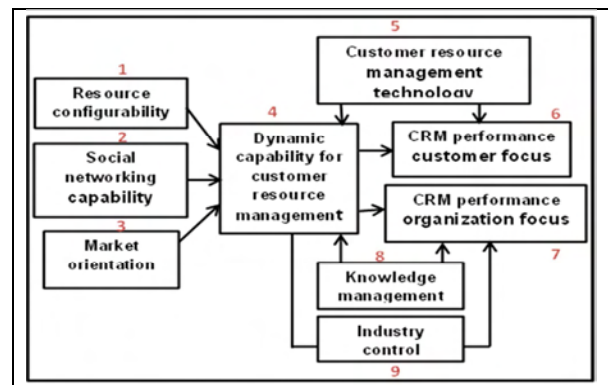 1
Resource
configurability
2
Social
networking
capability
3
Market
orientation
4
Dynamic
capability for
customer
resource
management
5
Customer resource
management
technology
6
CRM performance
customer focus
CRM performance
organization focus
7
8
Knowledge
management
Industry
control
9